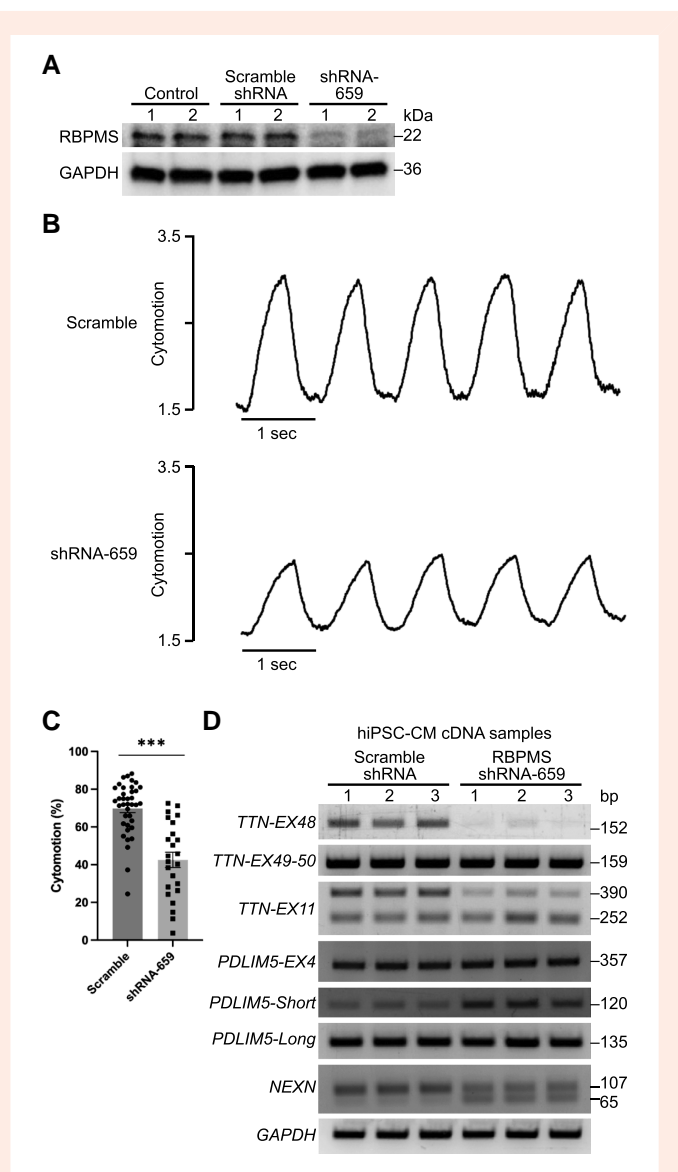 A
Control
Scramble
shRNA
shRNA-
659
1 2 1 2 1 2 kDa
RBPMS
22
GAPDH
36
B
3.5
Cytomotion
Scramble
1.5
1 sec
3.5
Cytomotion
shRNA-659
1.5
1 sec
C
***
100
80
60
40
20
0
Cytomotion (%)
Scramble
shRNA-659
D
hiPSC-CM cDNA samples
Scramble
shRNA
RBPMS
shRNA-659
1 2 3 1 2 3 bp
TTN-EX48
152
TTN-EX49-50
159
TTN-EX11
390
252
PDLIM5-EX4
357
PDLIM5-Short
120
PDLIM5-Long
135
NEXN
107
65
GAPDH